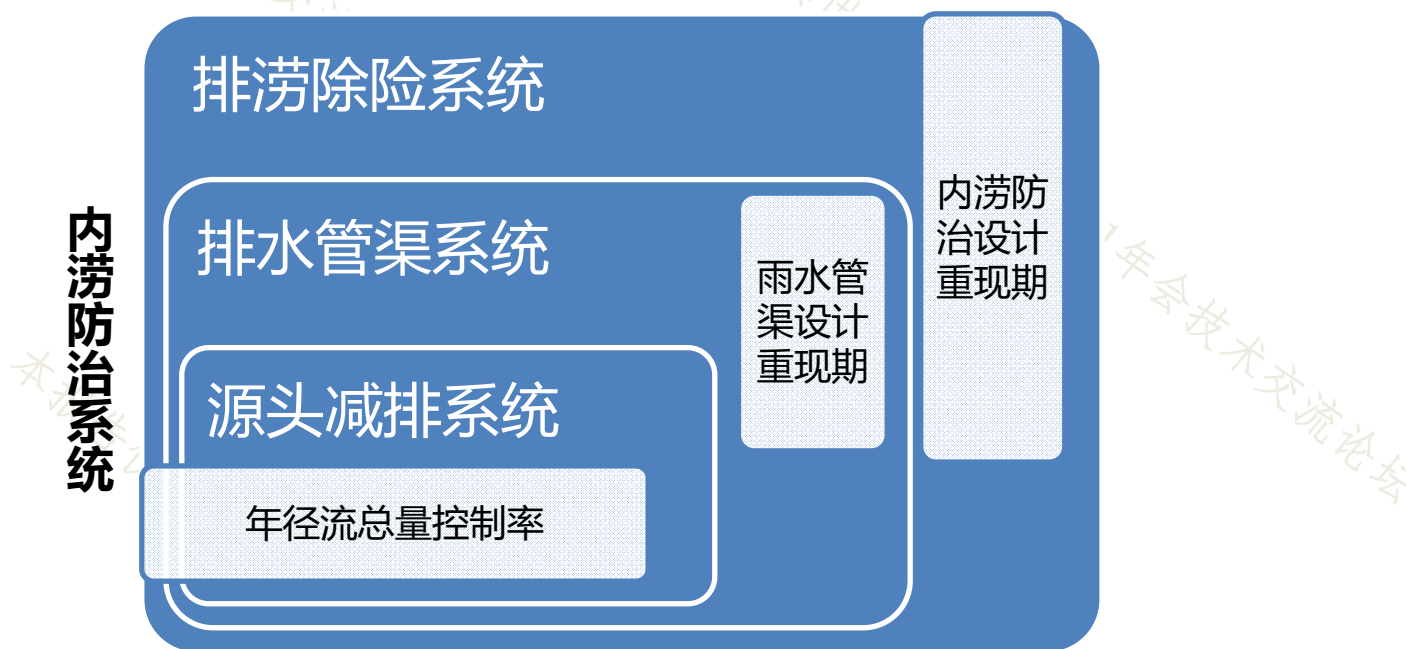 内涝防治系统
排涝除险系统
内涝防
治设计
重现期
排水管渠系统
雨水管
渠设计
重现期
源头减排系统
年径流总量控制率
年会技术交流论坛